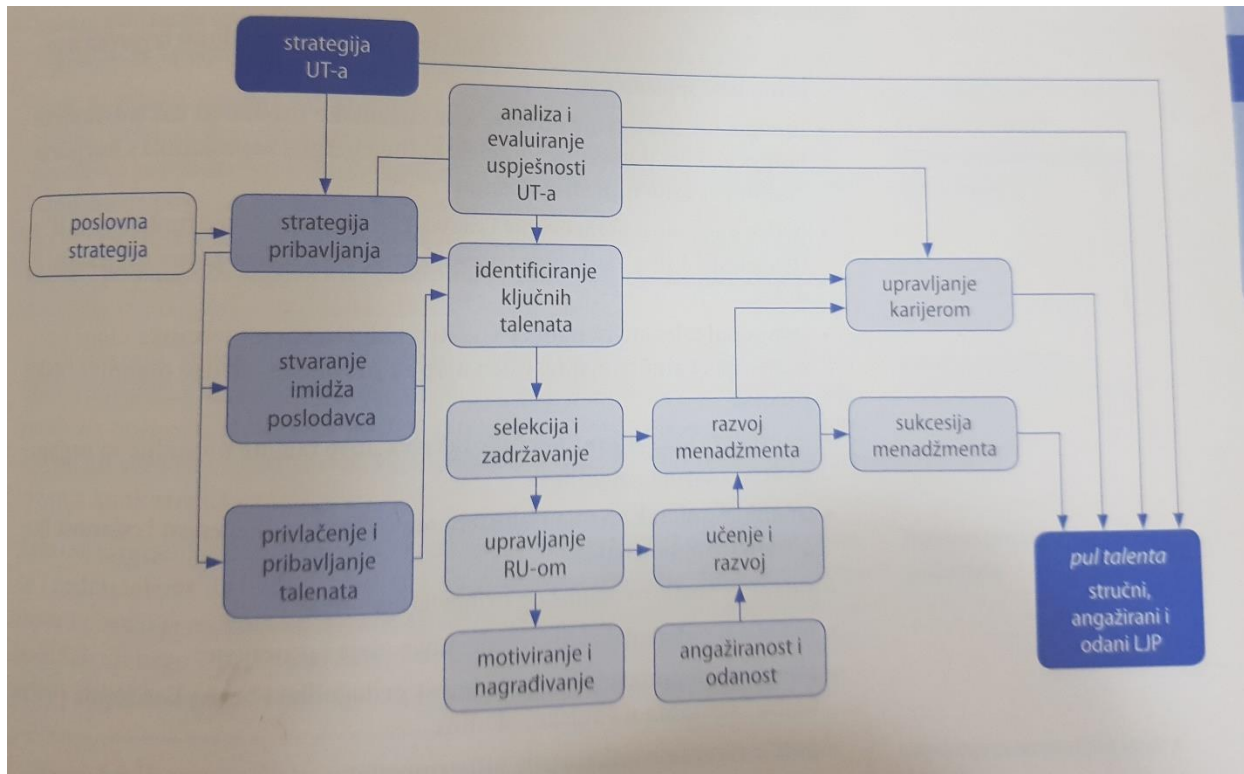 strategija
UT-a
analiza i
evaluiranje
uspješnosti
UT-a
poslovna
strategija
strategija
pribavljanja
identificiranje
ključnih
talenata
upravljanje
karijerom
stvaranje
imidža
poslodavca
selekcija i
zadržavanje
razvoj
menadžmenta
sukcesija
menadžmenta
privlačenje i
pribavljanje
talenata
upravljanje
RU-om
učenje i
razvoj
pul talenta
stručni,
angažirani i
odani LJP
motiviranje i
nagrađivanje
angažiranost i
odanost